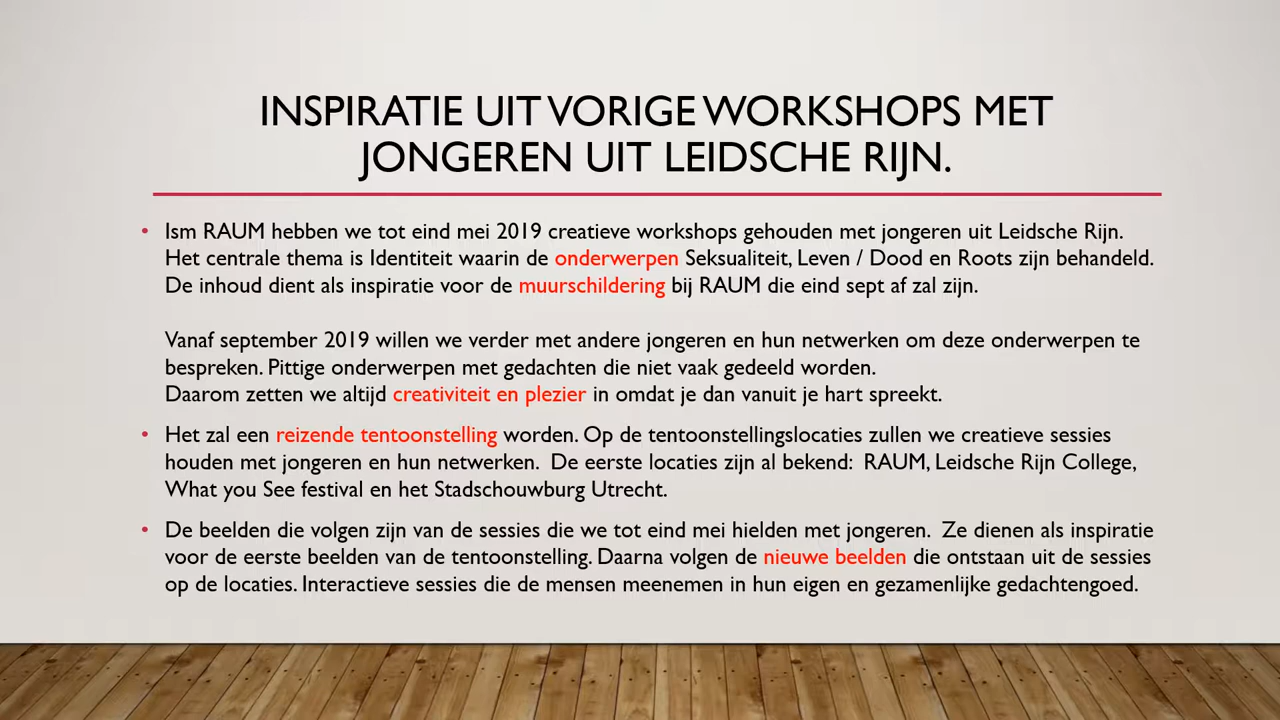 INSPIRATIE UIT VORIGE WORKSHOPS MET
JONGEREN UIT LEIDSCHE RIJN.
• Ism RAUM hebben we tot eind mei 2019 creatieve workshops gehouden met jongeren uit Leidsche Rijn.
Het centrale thema is Identiteit waarin de onderwerpen Seksualiteit, Leven / Dood en Roots zijn behandeld.
De inhoud dient als inspiratie voor de muurschildering bij RAUM die eind sept af zal zijn.
Vanaf september 2019 willen we verder met andere jongeren en hun netwerken om deze onderwerpen te
bespreken. Pittige onderwerpen met gedachten die niet vaak gedeeld worden.
Daarom zetten we altijd creativiteit en plezier in omdat je dan vanuit je hart spreekt.
• Het zal een reizende tentoonstelling worden. Op de tentoonstellingslocaties zullen we creatieve sessies
houden met jongeren en hun netwerken. De eerste locaties zijn al bekend: RAUM, Leidsche Rijn College,
What you See festival en het Stadschouwburg Utrecht.
• De beelden die volgen zijn van de sessies die we tot eind mei hielden met jongeren. Ze dienen als inspiratie
voor de eerste beelden van de tentoonstelling. Daarna volgen de nieuwe beelden die ontstaan uit de sessies
op de locaties. Interactieve sessies die de mensen meenemen in hun eigen en gezamenlijke gedachtengoed.